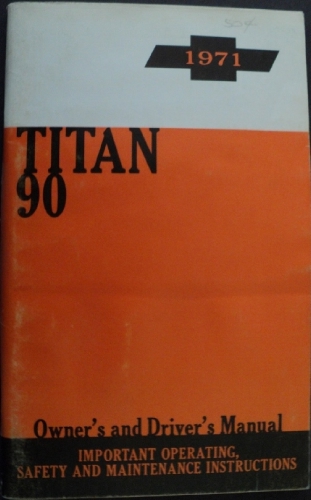 1971
TITAN
90
Owner's and Driver's Manual
IMPORTANT OPERATING,
SAFETY AND MAINTENANCE INSTRUCTIONS